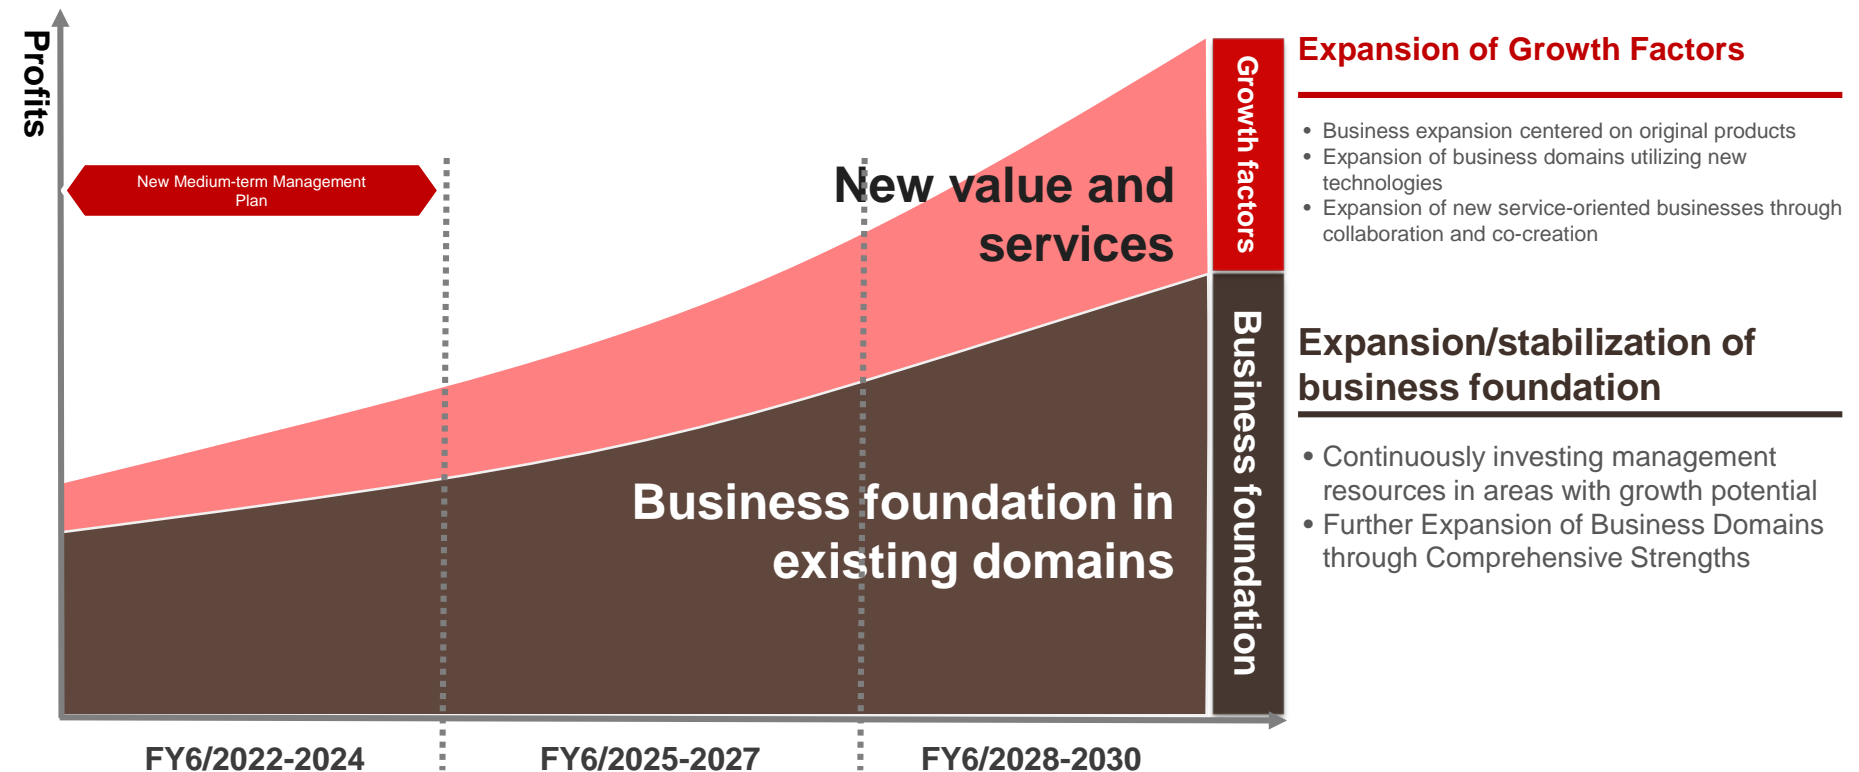 Profits
New Medium-term Management
Plan
New value and
services
Business foundation in
existing domains
Growth factors
Business foundation
FY6/2022-2024
FY6/2025-2027
FY6/2028-2030
Expansion of Growth Factors
• Business expansion centered on original products
• Expansion of business domains utilizing new
technologies
• Expansion of new service-oriented businesses through
collaboration and co-creation
Expansion/stabilization of
business foundation
• Continuously investing management
resources in areas with growth potential
• Further Expansion of Business Domains
through Comprehensive Strengths